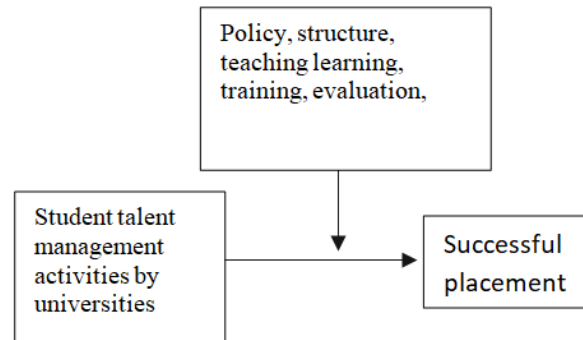 Policy, structure,
teaching learning,
training, evaluation,
Student talent
management
activities by
universities
Successful
placement